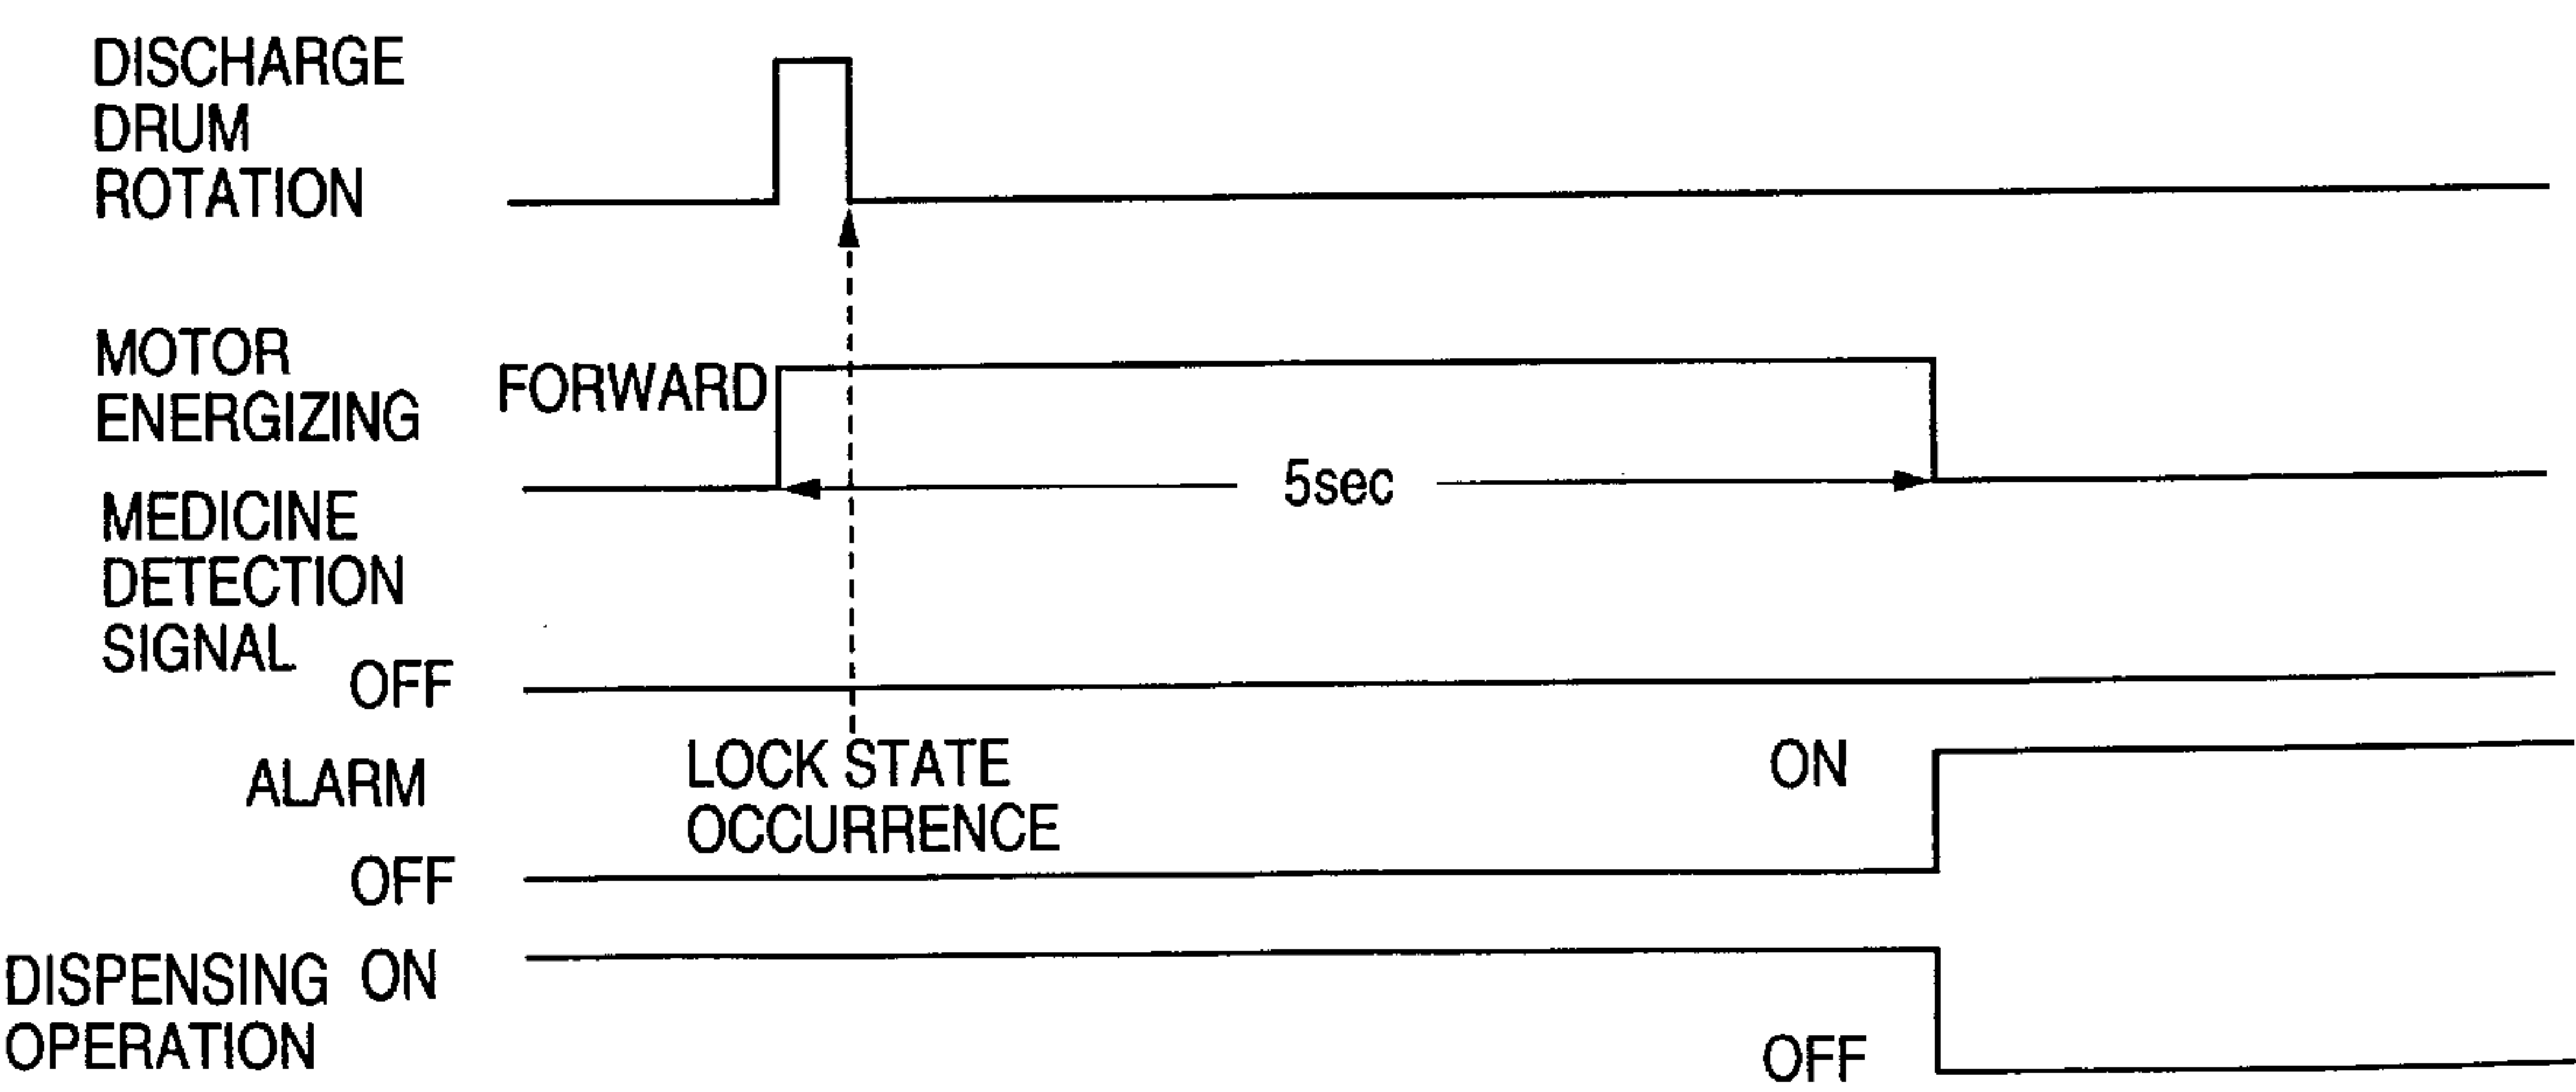 DISCHARGE
DRUM
ROTATION
MOTOR
ENERGIZING
FORWARD
5sec
MEDICINE
DETECTION
SIGNAL
OFF
ALARM
LOCK STATE
OCCURRENCE
ON
OFF
DISPENSING ON
OPERATION
OFF